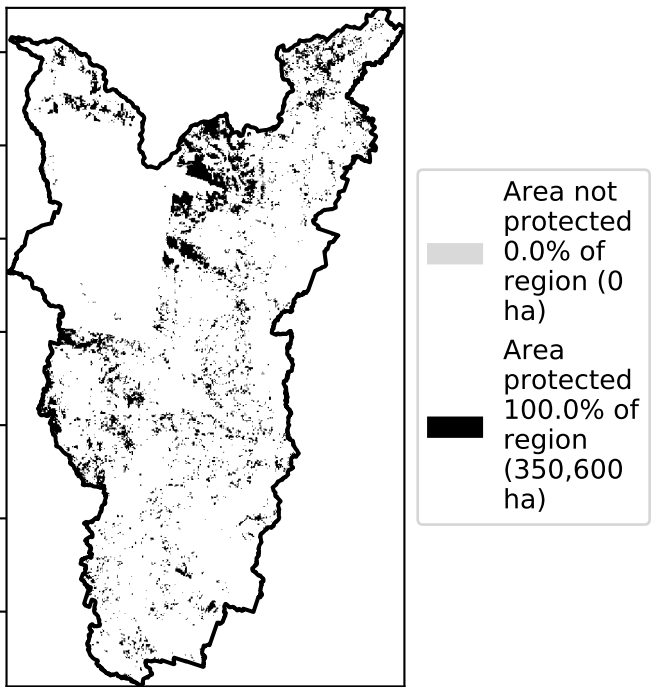 Area not
protected
0.0% of
region (0
ha)
Area
protected
100.0% of
region
(350,600
ha)